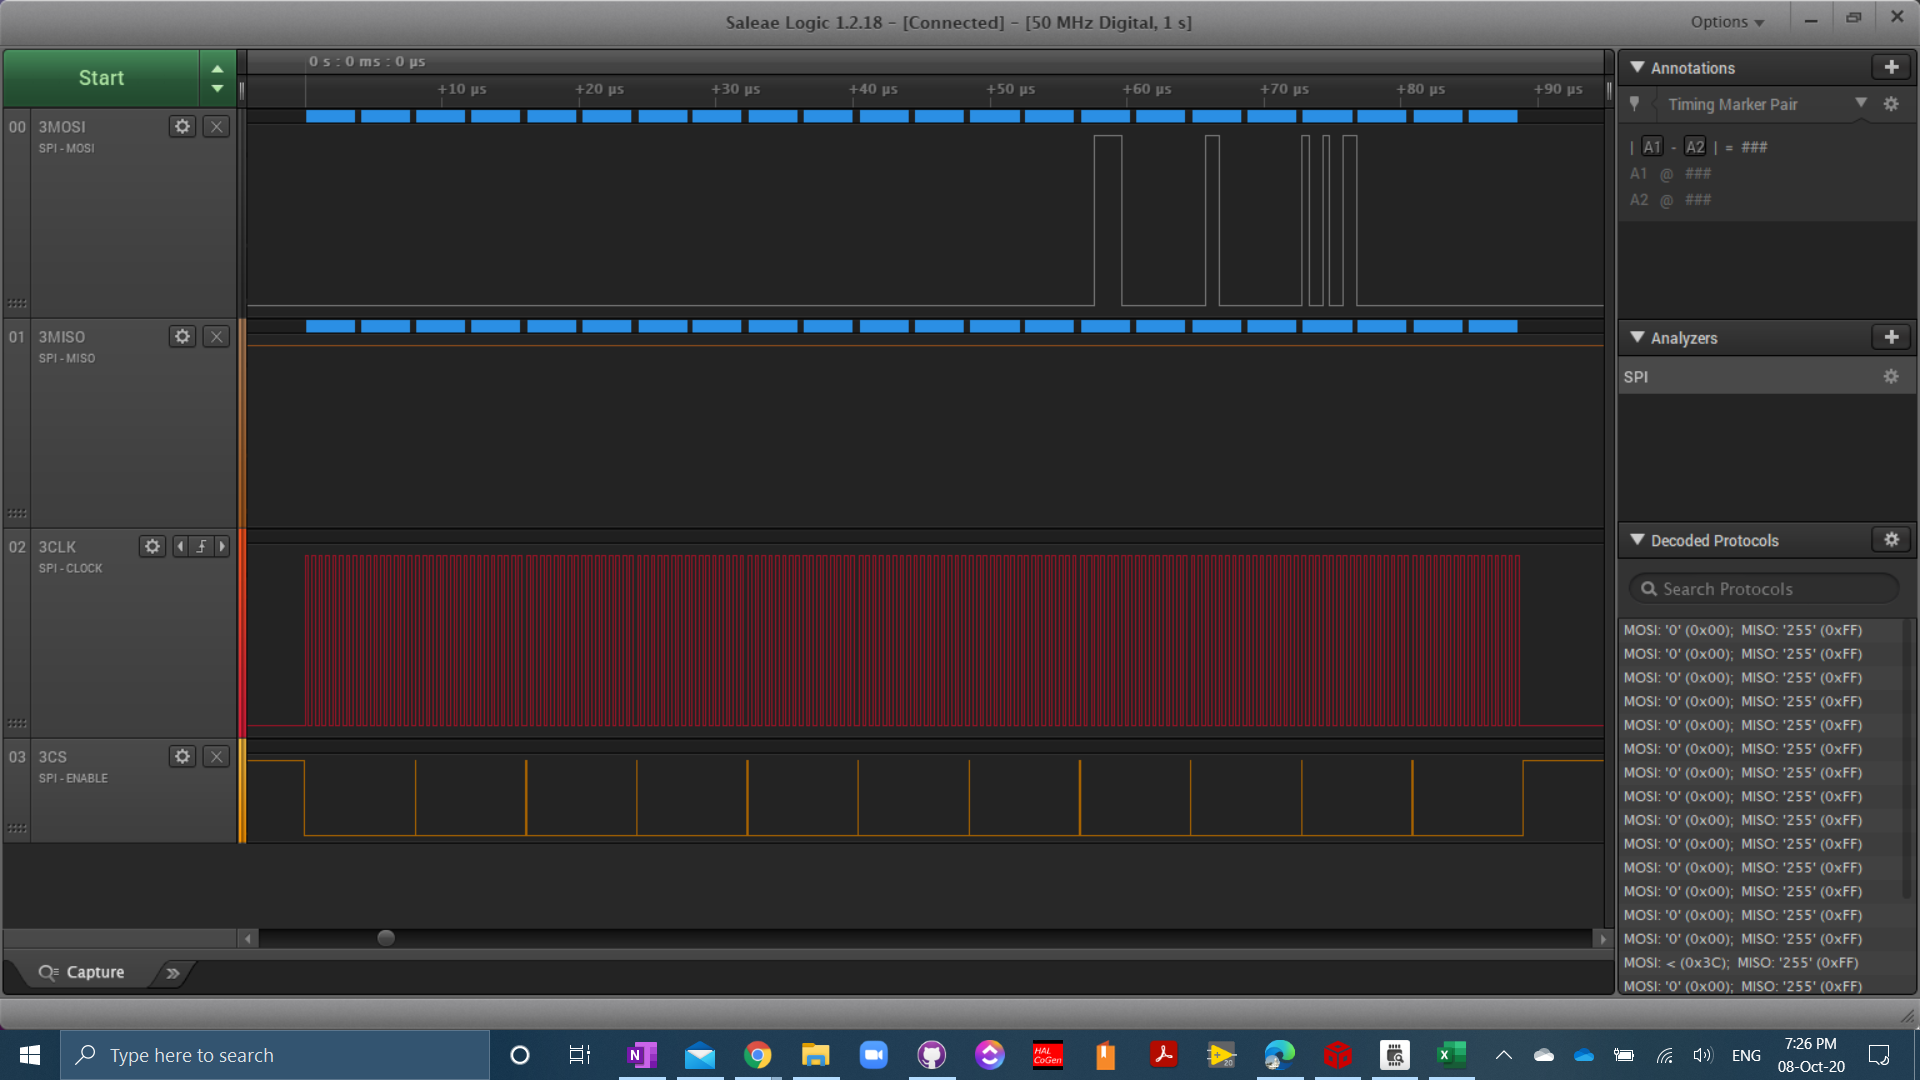 Saleae Logic 1.2.18 - [Connected] - [50 MHz Digital, 1 s]
Options
Start
0 s : 0 ms : 0 µs
+10 µs
+20 µs
+30 µs
+40 µs
+50 µs
+60 µs
+70 µs
+80 µs
+90 µs
00
3MOSI
SPI - MOSI
01
3MISO
SPI - MISO
02
3CLK
SPI - CLOCK
03
3CS
SPI - ENABLE
Capture
Annotations
Timing Marker Pair
| A1 - A2 | = ###
A1 @ ###
A2 @ ###
Analyzers
SPI
Decoded Protocols
Search Protocols
MOSI: '0' (0x00); MISO: '255' (0xFF)
MOSI: '0' (0x00); MISO: '255' (0xFF)
MOSI: '0' (0x00); MISO: '255' (0xFF)
MOSI: '0' (0x00); MISO: '255' (0xFF)
MOSI: '0' (0x00); MISO: '255' (0xFF)
MOSI: '0' (0x00); MISO: '255' (0xFF)
MOSI: '0' (0x00); MISO: '255' (0xFF)
MOSI: '0' (0x00); MISO: '255' (0xFF)
MOSI: '0' (0x00); MISO: '255' (0xFF)
MOSI: '0' (0x00); MISO: '255' (0xFF)
MOSI: '0' (0x00); MISO: '255' (0xFF)
MOSI: '0' (0x00); MISO: '255' (0xFF)
MOSI: '0' (0x00); MISO: '255' (0xFF)
MOSI: '0' (0x00); MISO: '255' (0xFF)
MOSI: < (0x3C); MISO: '255' (0xFF)
MOSI: '0' (0x00); MISO: '255' (0xFF)
Type here to search
N
HAL
CoGen
20
X
ENG
7:26 PM
08-Oct-20